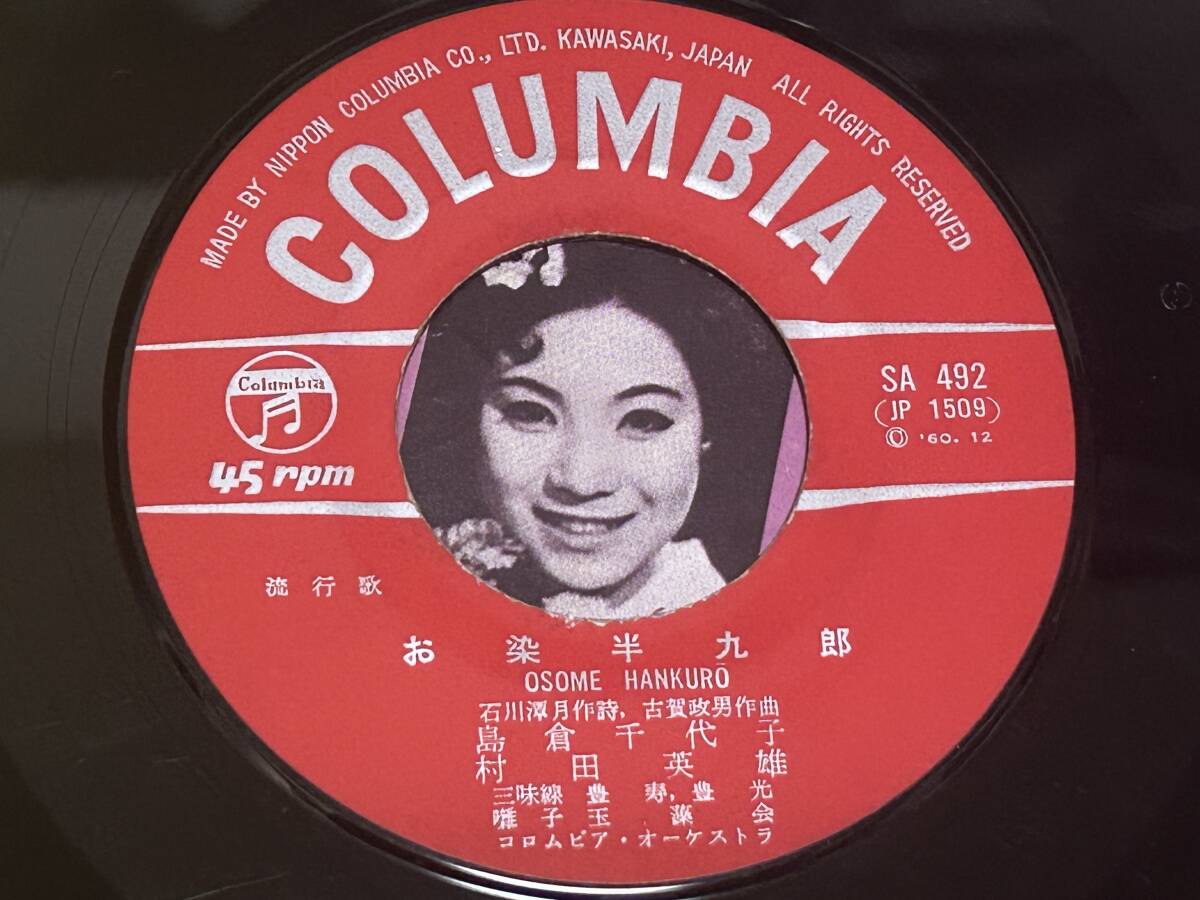 MADE BY NIPPON COLUMBIA CO., LTD. KAWASAKI, JAPAN ALL RIGHTS RESERVED
COLUMBIA
Columbia
45 rpm
SA 492
(JP 1509)
Ⓒ '60. 12
流行歌
お染半九郎
OSOME HANKURŌ
石川潭月作詩, 古賀政男作曲
島倉千代子
村田英雄
三味線 豊寿, 豊光
囃子 玉藻会
コロムビア・オーケストラ